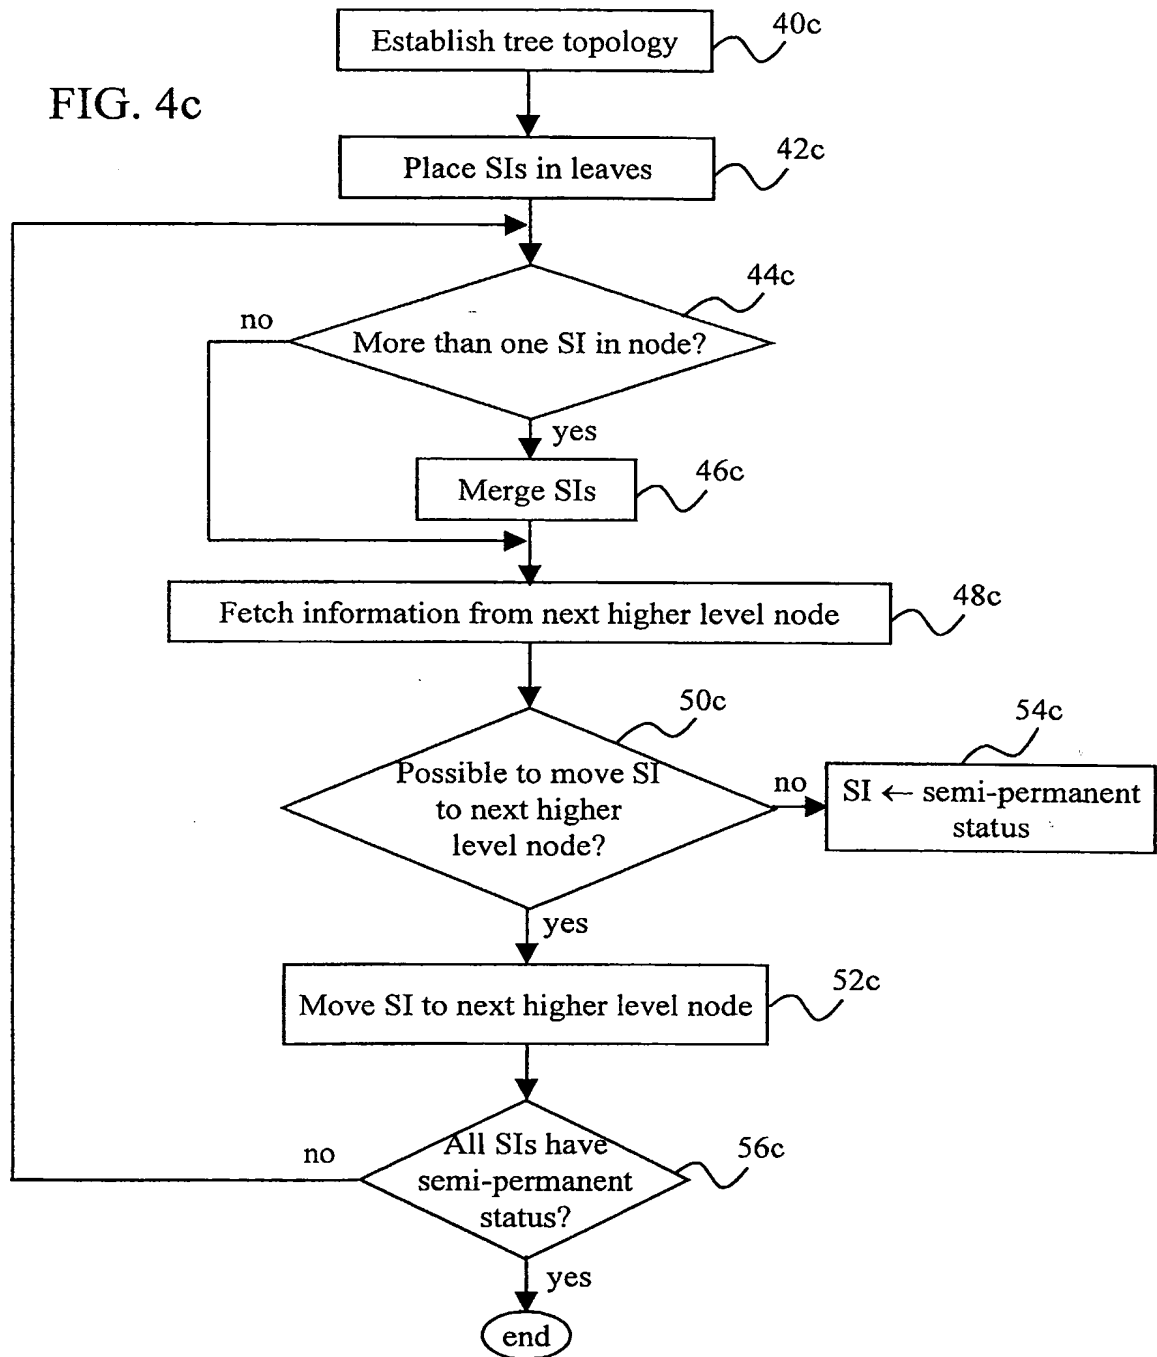 Establish tree topology
40c
FIG. 4c
Place SIs in leaves
42c
44c
no
More than one SI in node?
yes
Merge SIs
46c
Fetch information from next higher level node
48c
50c
54c
Possible to move SI
to next higher
level node?
no
SI ← semi-permanent
status
yes
Move SI to next higher level node
52c
no
All SIs have
semi-permanent
status?
56c
yes
end